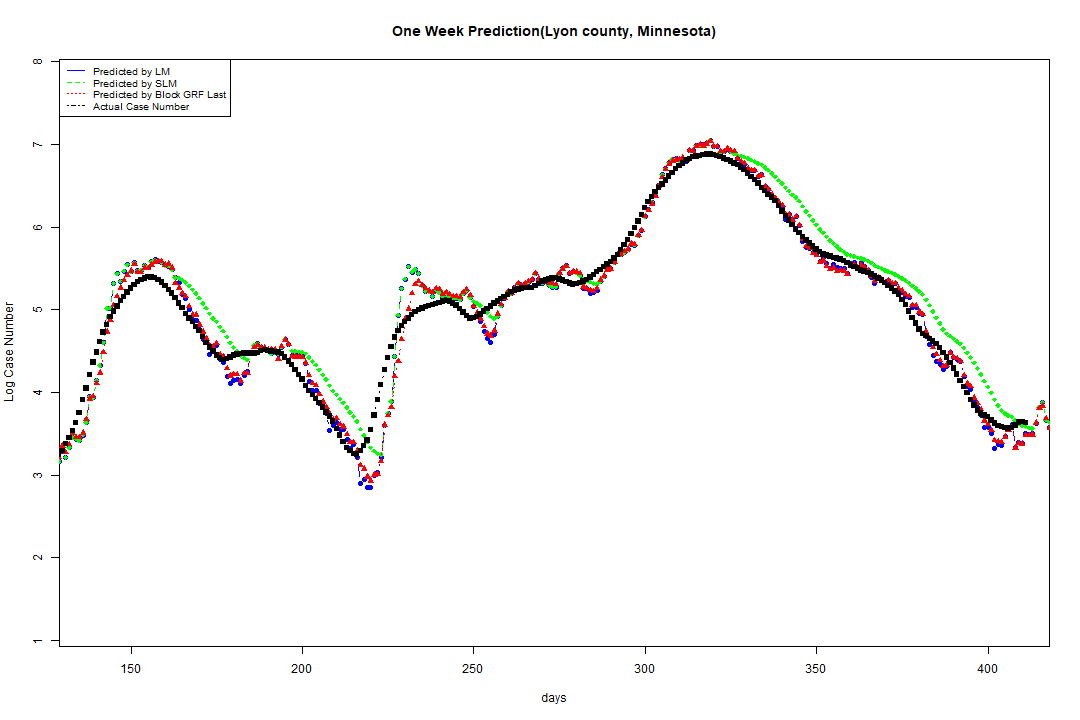 One Week Prediction(Lyon county, Minnesota)
Predicted by LM
Predicted by SLM
Predicted by Block GRF Last
Actual Case Number
Log Case Number
8
7
6
5
4
3
2
1
150 200 250 300 350 400
days